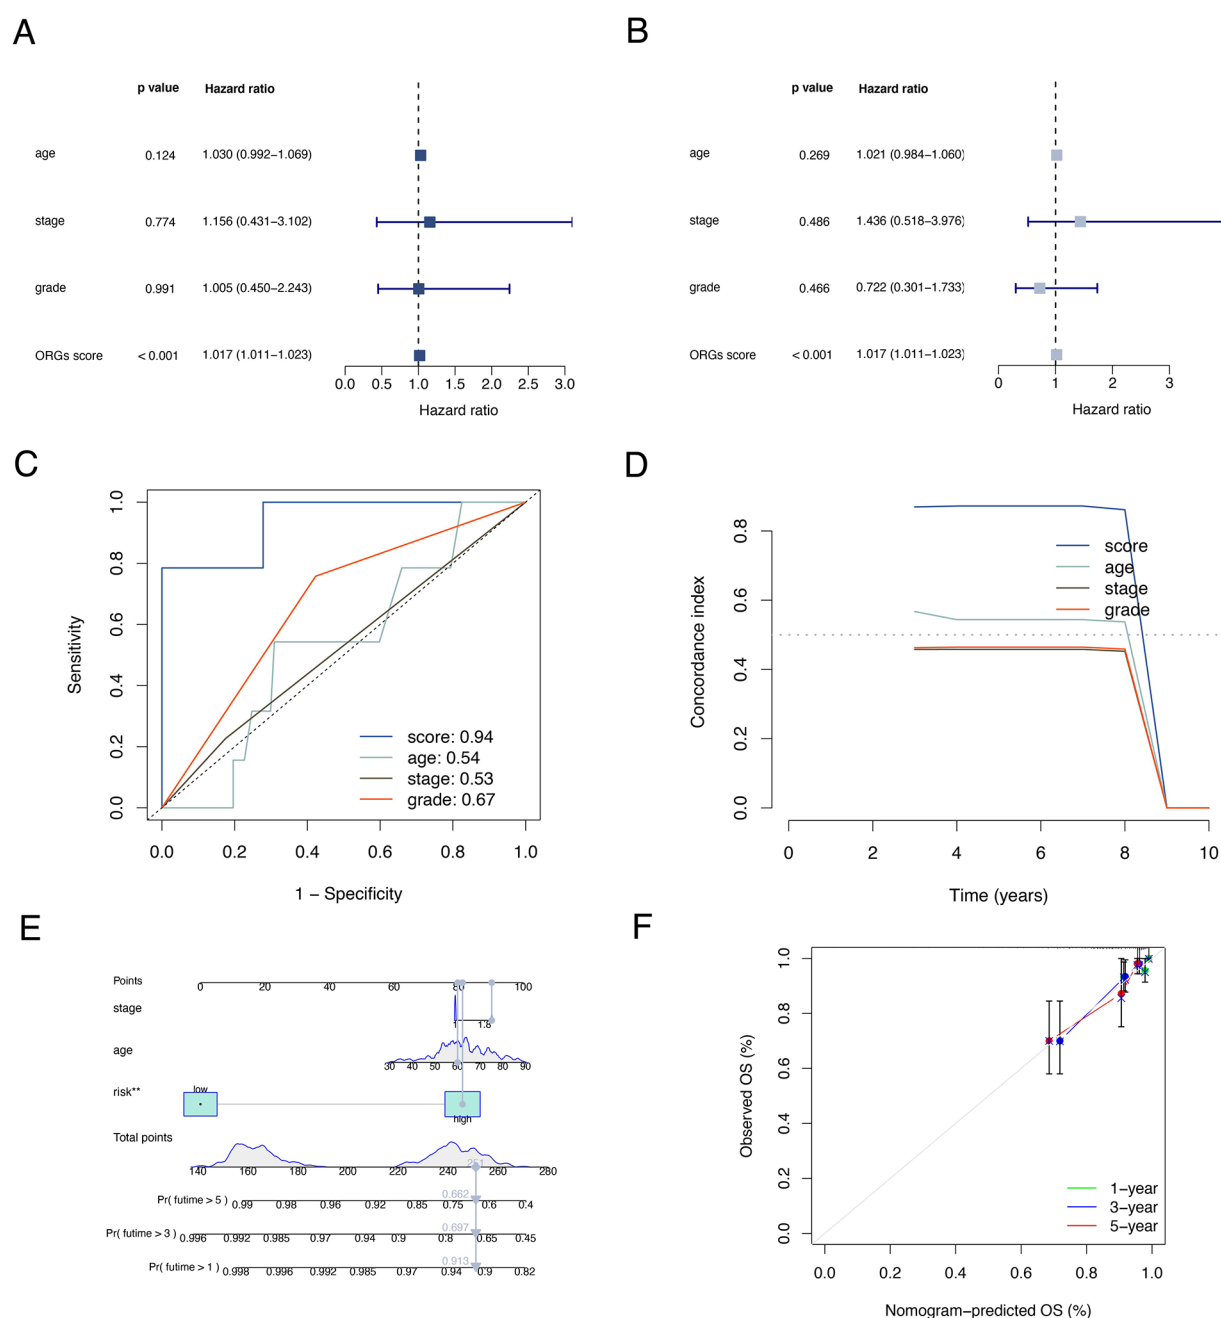 A
p value Hazard ratio
age 0.124 1.030 (0.992−1.069)
stage 0.774 1.156 (0.431−3.102)
grade 0.991 1.005 (0.450−2.243)
ORGs score < 0.001 1.017 (1.011−1.023)
0.0 0.5 1.0 1.5 2.0 2.5 3.0
Hazard ratio
B
p value Hazard ratio
age 0.269 1.021 (0.984−1.060)
stage 0.486 1.436 (0.518−3.976)
grade 0.466 0.722 (0.301−1.733)
ORGs score < 0.001 1.017 (1.011−1.023)
0 1 2 3
Hazard ratio
C
Sensitivity
1.0
0.8
0.6
0.4
0.2
0.0
score: 0.94
age: 0.54
stage: 0.53
grade: 0.67
0.0 0.2 0.4 0.6 0.8 1.0
1 − Specificity
D
Concordance index
0.8
0.6
0.4
0.2
0.0
score
age
stage
grade
0 2 4 6 8 10
Time (years)
E
Points
0 20 40 60 80 100
stage
1 1.8
age
30 40 50 60 70 80 90
risk**
low
high
Total points
251
140 160 180 200 220 240 260 280
0.662
Pr( futime > 5 )
0.99 0.98 0.96 0.92 0.85 0.75 0.6 0.4
0.697
Pr( futime > 3 )
0.996 0.992 0.985 0.97 0.94 0.9 0.8 0.65 0.45
0.913
Pr( futime > 1 )
0.998 0.996 0.992 0.985 0.97 0.94 0.9 0.82
F
Observed OS (%)
1.0
0.8
0.6
0.4
0.2
0.0
1−year
3−year
5−year
0.0 0.2 0.4 0.6 0.8 1.0
Nomogram−predicted OS (%)